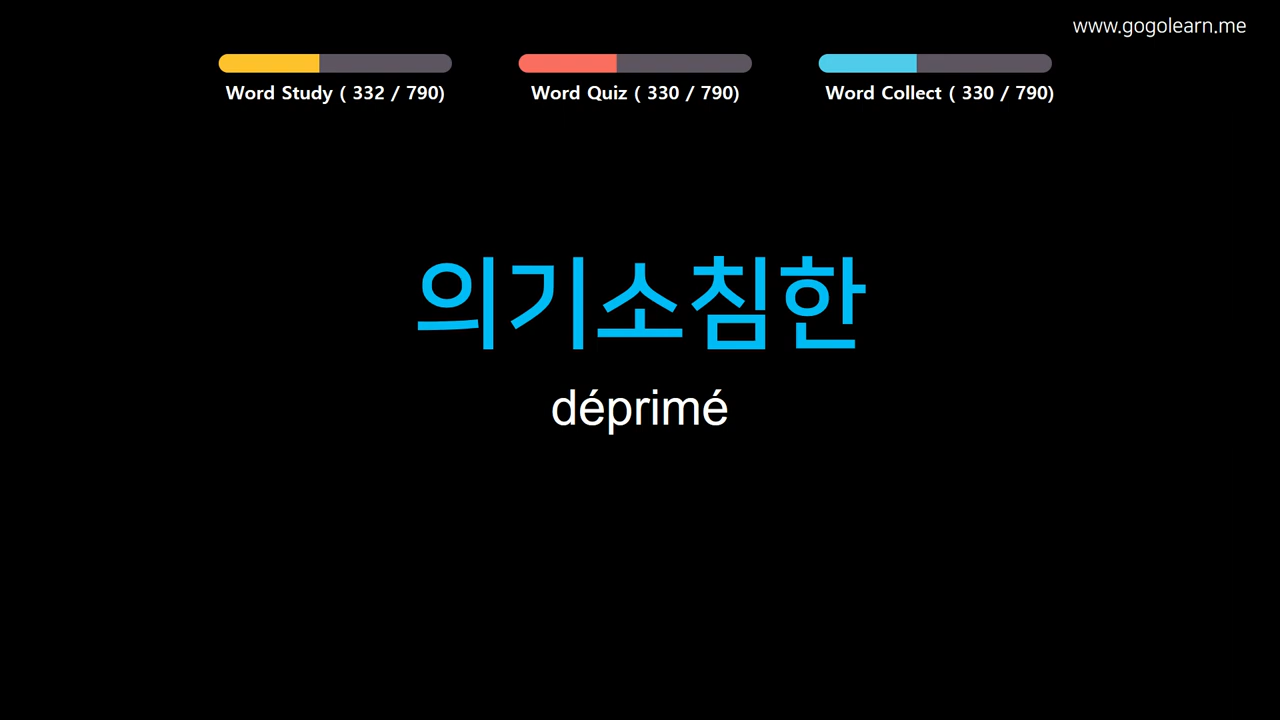 www.gogolearn.me
Word Study ( 332 / 790)
Word Quiz ( 330 / 790)
Word Collect ( 330 / 790)
의기소침한
déprimé